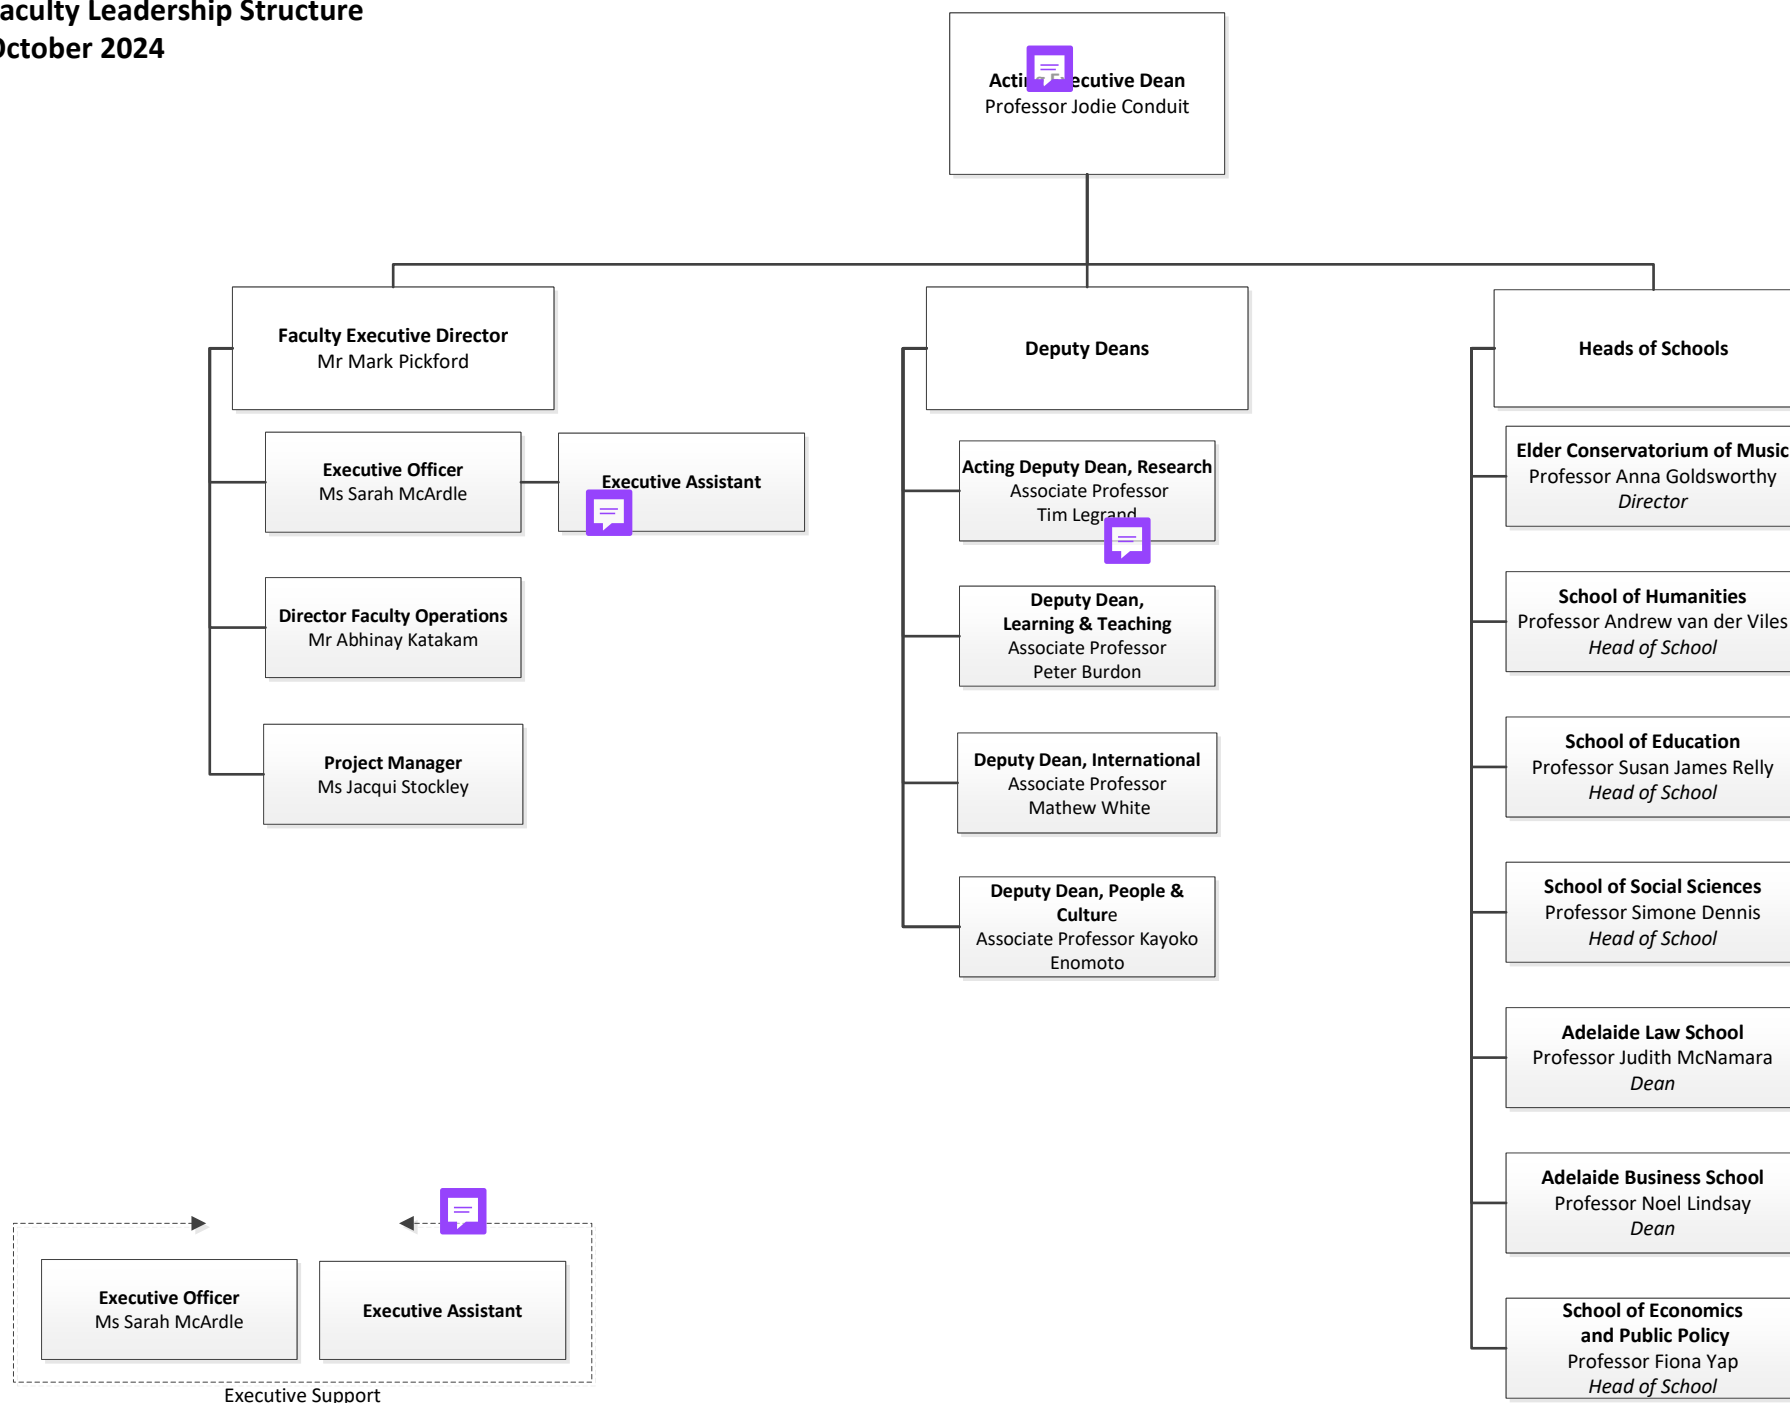 aculty Leadership Structure
October 2024
Acting Executive Dean
Professor Jodie Conduit
Faculty Executive Director
Mr Mark Pickford
Executive Officer
Ms Sarah McArdle
Executive Assistant
Director Faculty Operations
Mr Abhinay Katakam
Project Manager
Ms Jacqui Stockley
Deputy Deans
Acting Deputy Dean, Research
Associate Professor
Tim Legrand
Deputy Dean,
Learning & Teaching
Associate Professor
Peter Burdon
Deputy Dean, International
Associate Professor
Mathew White
Deputy Dean, People &
Culture
Associate Professor Kayoko
Enomoto
Heads of Schools
Elder Conservatorium of Music
Professor Anna Goldsworthy
Director
School of Humanities
Professor Andrew van der Viles
Head of School
School of Education
Professor Susan James Relly
Head of School
School of Social Sciences
Professor Simone Dennis
Head of School
Adelaide Law School
Professor Judith McNamara
Dean
Adelaide Business School
Professor Noel Lindsay
Dean
School of Economics
and Public Policy
Professor Fiona Yap
Head of School
Executive Officer
Ms Sarah McArdle
Executive Assistant
Executive Support